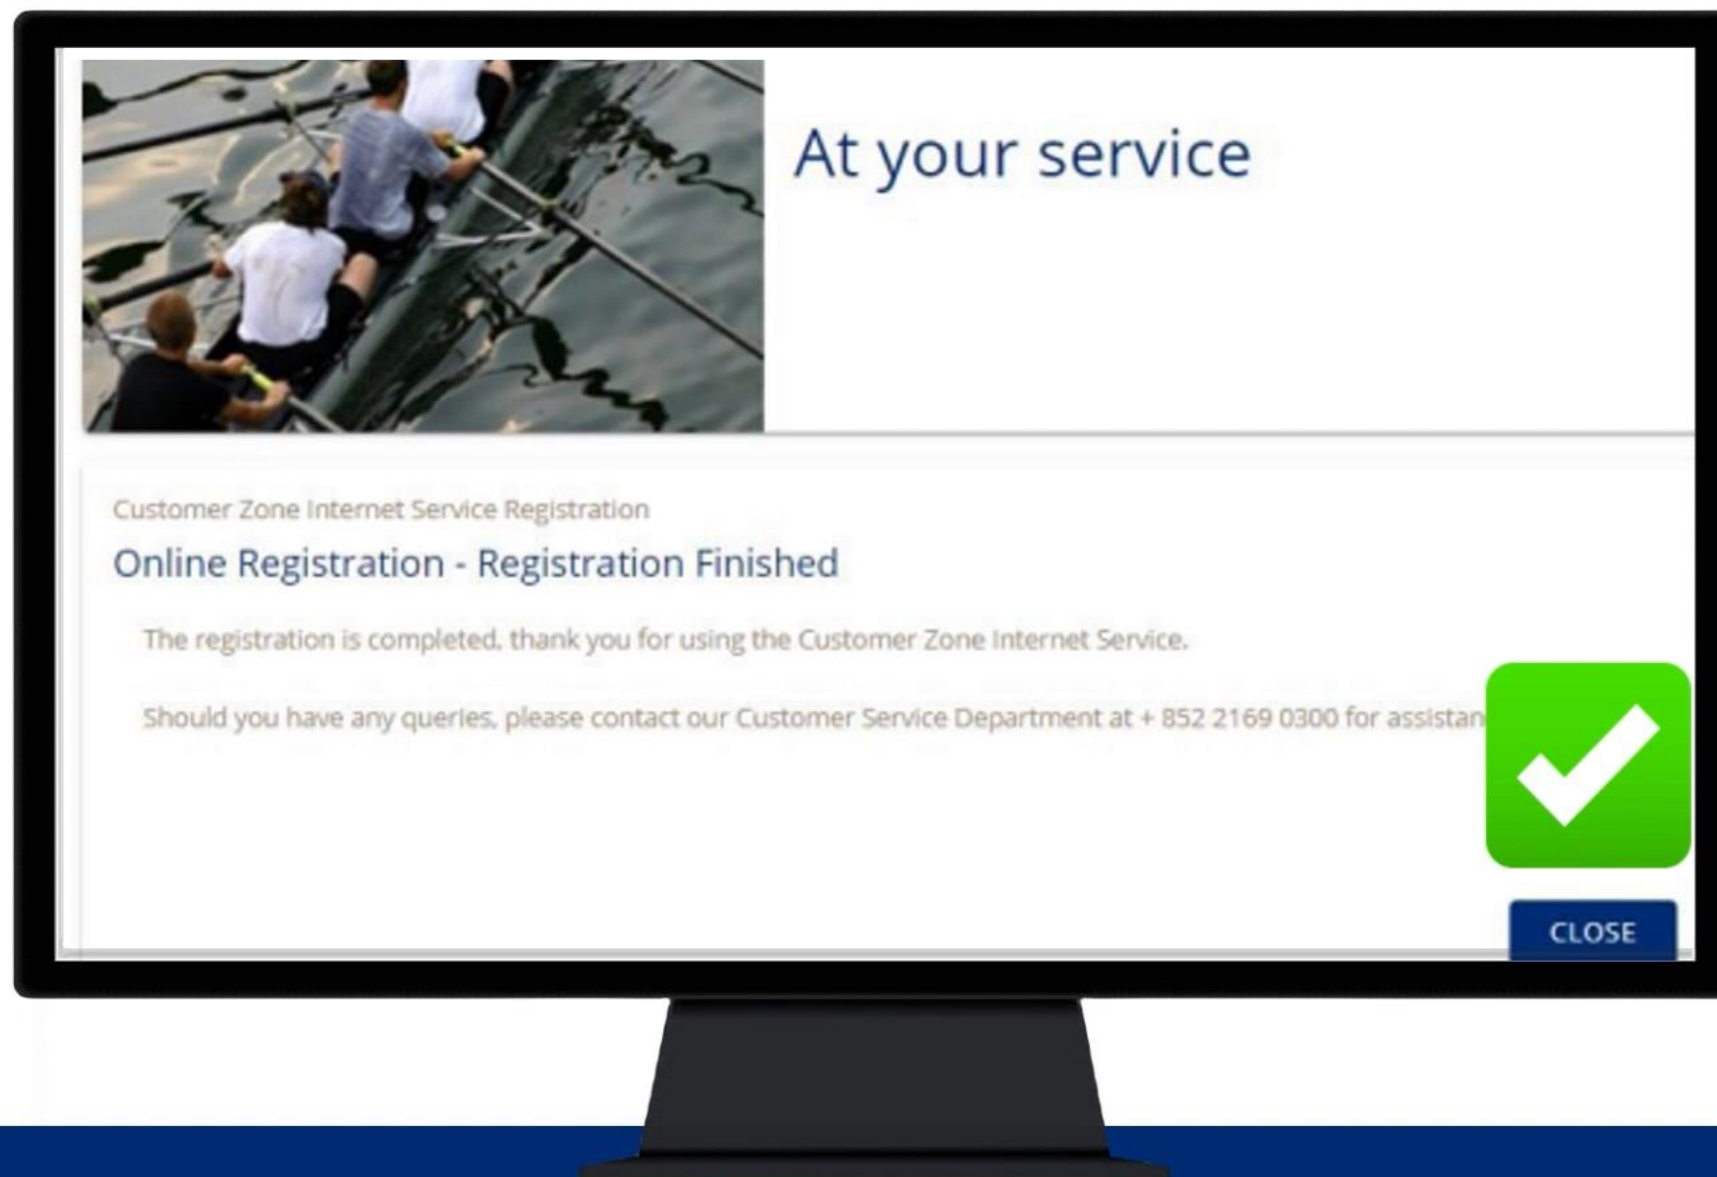 At your service
Customer Zone Internet Service Registration
Online Registration - Registration Finished
The registration is completed, thank you for using the Customer Zone Internet Service.
Should you have any queries, please contact our Customer Service Department at + 852 2169 0300 for
CLOSE